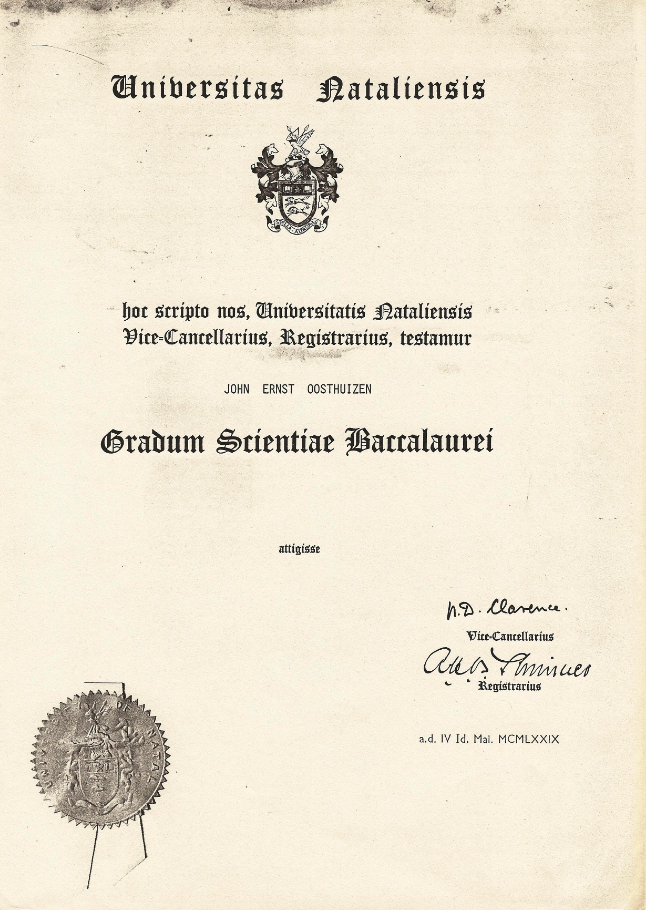 Universitas Nataliensis
hoc scripto nos, Universitatis Nataliensis
Vice-Cancellarius, Registrarius, testamur
JOHN ERNST OOSTHUIZEN
Gradum Scientiae Baccalaurei
attigisse
N.D. Clarence.
Vice-Cancellarius
Registrarius
a.d. IV Id. Mai. MCMLXXIX